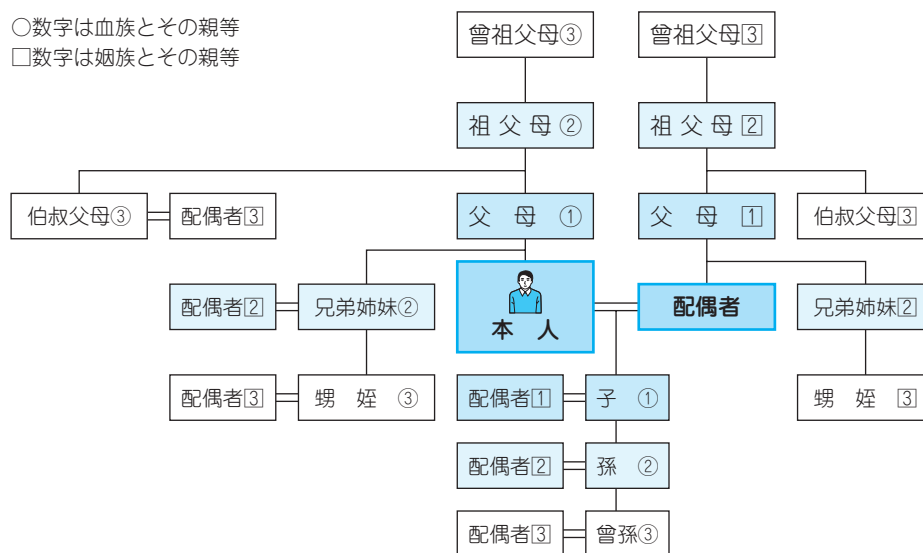 ○数字は血族とその親等
□数字は姻族とその親等
曾祖父母③
曾祖父母3⃣
祖父母②
祖父母2⃣
伯叔父母③
配偶者3⃣
父母①
父母1⃣
伯叔父母3⃣
配偶者2⃣
兄弟姉妹②
本人
配偶者
兄弟姉妹2⃣
配偶者3⃣
甥姪③
配偶者1⃣
子①
甥姪3⃣
配偶者2⃣
孫②
配偶者3⃣
曾孫③